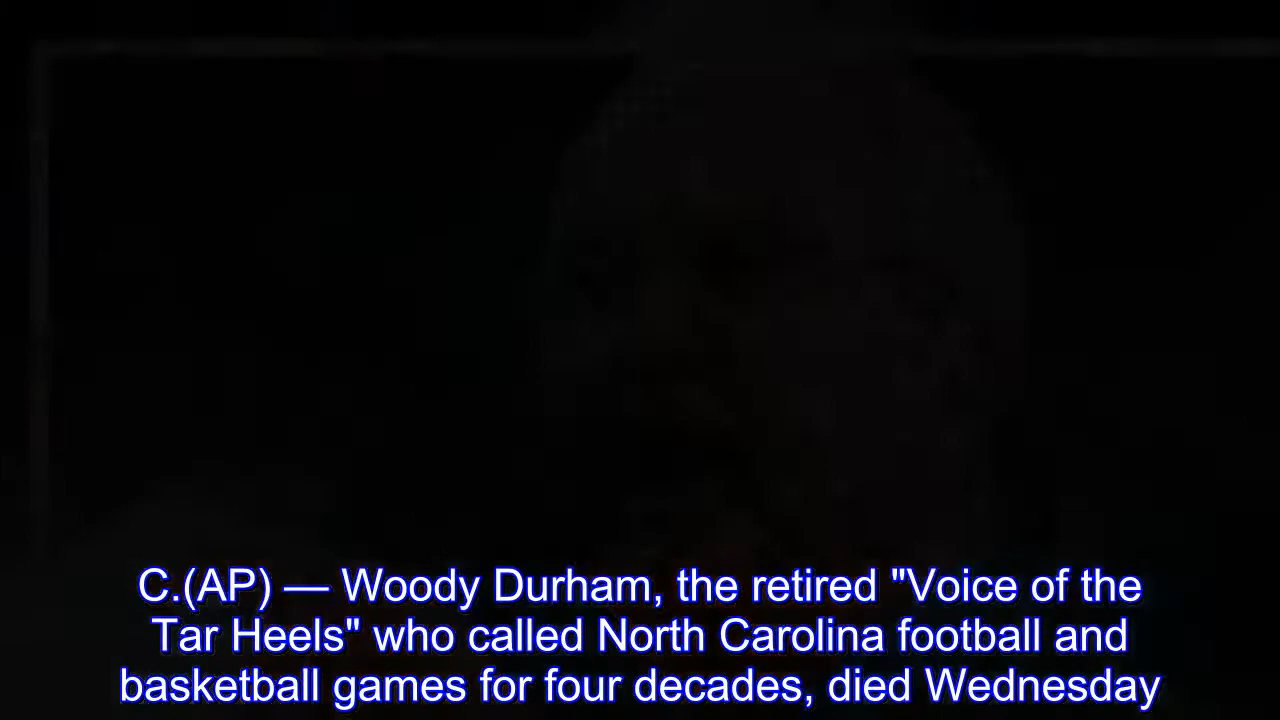 C.(AP) — Woody Durham, the retired "Voice of the
Tar Heels" who called North Carolina football and
basketball games for four decades, died Wednesday